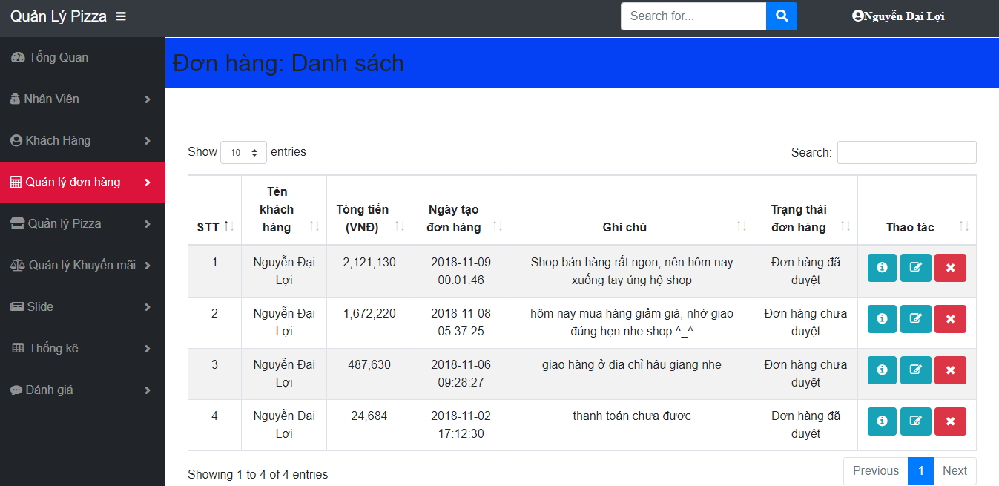 Quản Lý Pizza
Search for...
Nguyễn Đại Lợi
Tổng Quan
Nhân Viên
Khách Hàng
Quản lý đơn hàng
Quản lý Pizza
Quản lý Khuyến mãi
Slide
Thống kê
Đánh giá
Đơn hàng: Danh sách
Show 10 entries
Search:
STT
Tên
khách
hàng
Tổng tiền
(VNĐ)
Ngày tạo
đơn hàng
Ghi chú
Trạng thái
đơn hàng
Thao tác
1
Nguyễn Đại
Lợi
2,121,130
2018-11-09
00:01:46
Shop bán hàng rất ngon, nên hôm nay
xuống tay ủng hộ shop
Đơn hàng đã
duyệt
2
Nguyễn Đại
Lợi
1,672,220
2018-11-08
05:37:25
hôm nay mua hàng giảm giá, nhớ giao
đúng hẹn nhe shop ^_^
Đơn hàng chưa
duyệt
3
Nguyễn Đại
Lợi
487,630
2018-11-06
09:28:27
giao hàng ở địa chỉ hậu giang nhe
Đơn hàng chưa
duyệt
4
Nguyễn Đại
Lợi
24,684
2018-11-02
17:12:30
thanh toán chưa được
Đơn hàng đã
duyệt
Showing 1 to 4 of 4 entries
Previous 1 Next